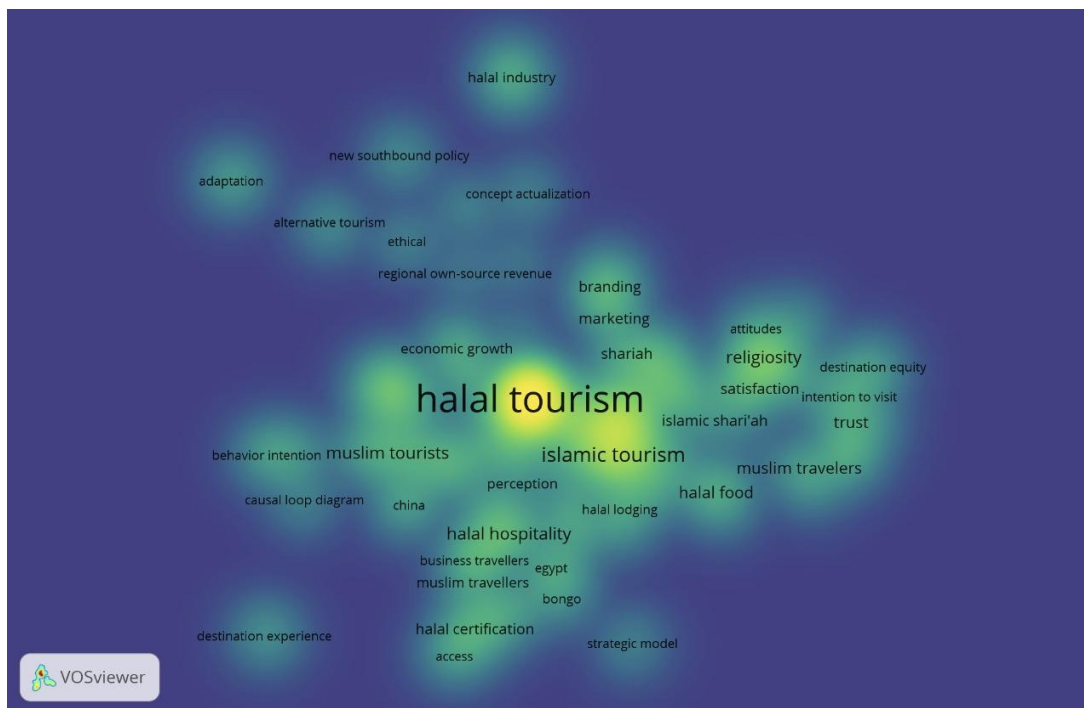 halal industry
new southbound policy
adaptation
concept actualization
alternative tourism
ethical
regional own-source revenue
branding
marketing
attitudes
economic growth
shariah
religiosity
destination equity
satisfaction
intention to visit
halal tourism
islamic shari'ah
trust
behavior intention
muslim tourists
islamic tourism
muslim travelers
perception
halal food
causal loop diagram
china
halal lodging
halal hospitality
business travellers
egypt
muslim travellers
bongo
halal certification
destination experience
strategic model
access
VOSviewer